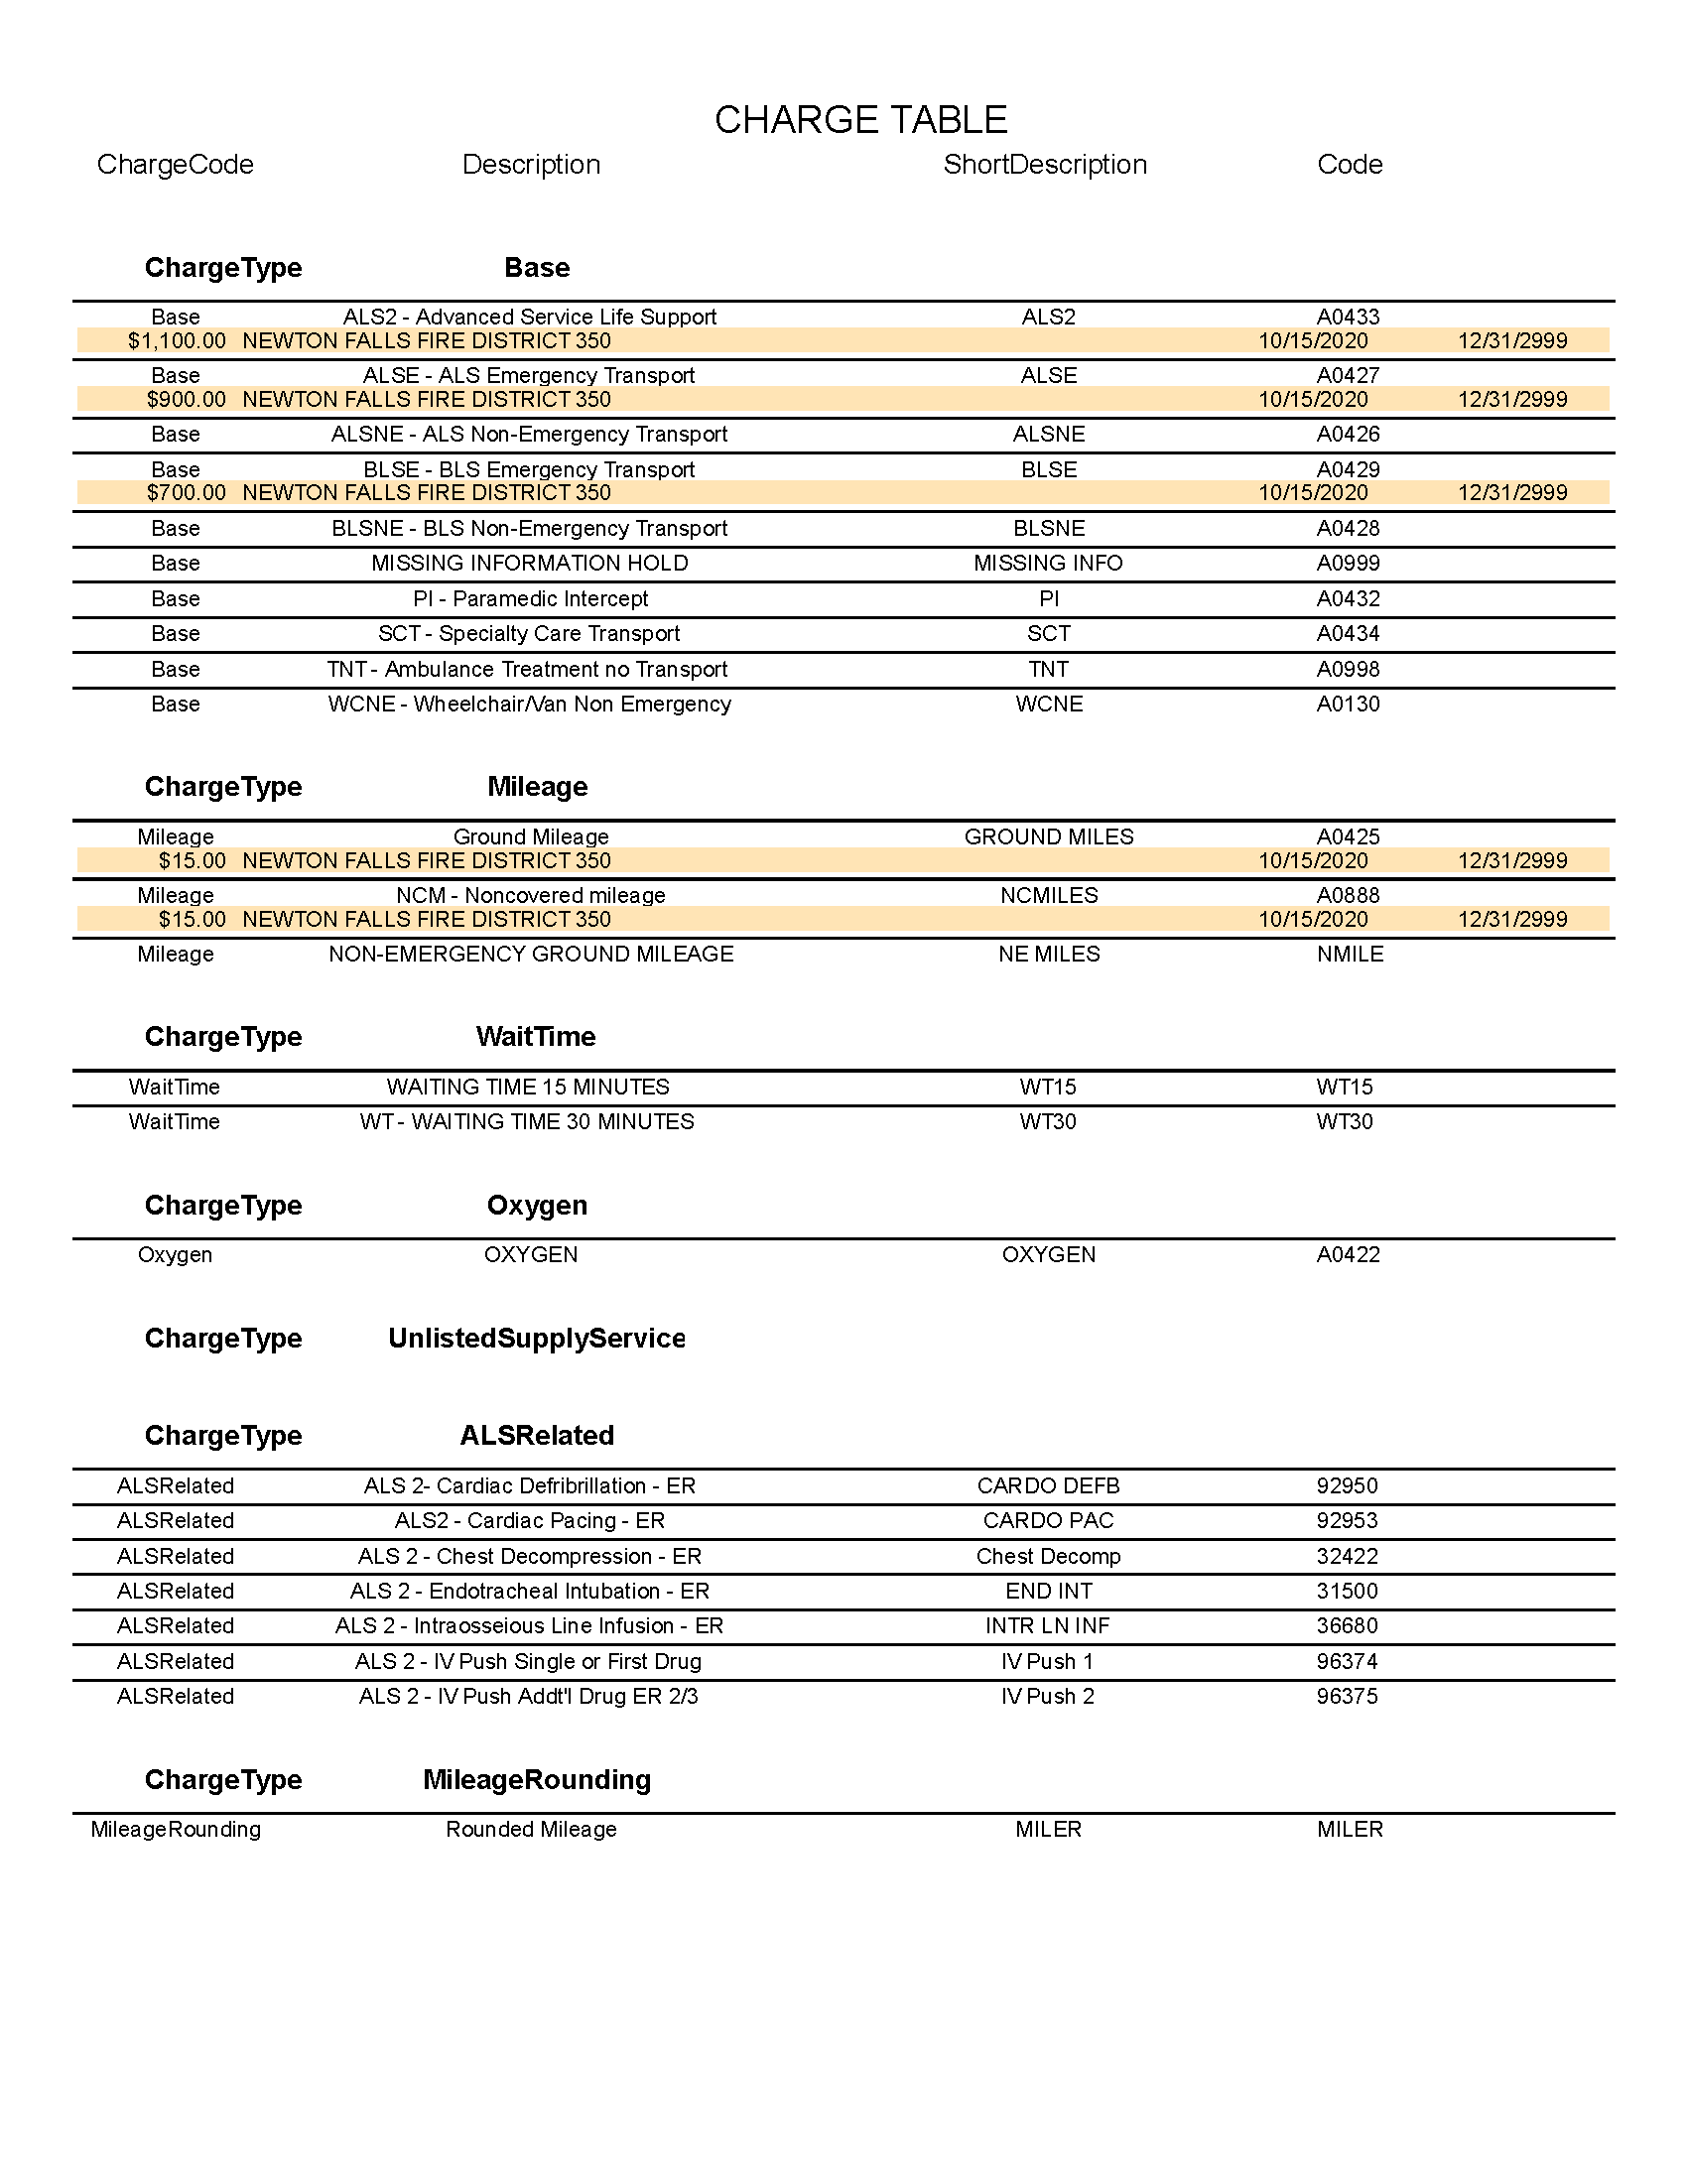 CHARGE TABLE
ChargeCode Description ShortDescription Code
ChargeType Base
Base ALS2 - Advanced Service Life Support ALS2 A0433
$1,100.00 NEWTON FALLS FIRE DISTRICT 350 10/15/2020 12/31/2999
Base ALSE - ALS Emergency Transport ALSE A0427
$900.00 NEWTON FALLS FIRE DISTRICT 350 10/15/2020 12/31/2999
Base ALSNE - ALS Non-Emergency Transport ALSNE A0426
Base BLSE - BLS Emergency Transport BLSE A0429
$700.00 NEWTON FALLS FIRE DISTRICT 350 10/15/2020 12/31/2999
Base BLSNE - BLS Non-Emergency Transport BLSNE A0428
Base MISSING INFORMATION HOLD MISSING INFO A0999
Base PI - Paramedic Intercept PI A0432
Base SCT - Specialty Care Transport SCT A0434
Base TNT - Ambulance Treatment no Transport TNT A0998
Base WCNE - Wheelchair/Van Non Emergency WCNE A0130
ChargeType Mileage
Mileage Ground Mileage GROUND MILES A0425
$15.00 NEWTON FALLS FIRE DISTRICT 350 10/15/2020 12/31/2999
Mileage NCM - Noncovered mileage NCMILES A0888
$15.00 NEWTON FALLS FIRE DISTRICT 350 10/15/2020 12/31/2999
Mileage NON-EMERGENCY GROUND MILEAGE NE MILES NMILE
ChargeType WaitTime
WaitTime WAITING TIME 15 MINUTES WT15 WT15
WaitTime WT - WAITING TIME 30 MINUTES WT30 WT30
ChargeType Oxygen
Oxygen OXYGEN OXYGEN A0422
ChargeType UnlistedSupplyService
ChargeType ALSRelated
ALSRelated ALS 2- Cardiac Defribrillation - ER CARDO DEFB 92950
ALSRelated ALS2 - Cardiac Pacing - ER CARDO PAC 92953
ALSRelated ALS 2 - Chest Decompression - ER Chest Decomp 32422
ALSRelated ALS 2 - Endotracheal Intubation - ER END INT 31500
ALSRelated ALS 2 - Intraosseious Line Infusion - ER INTR LN INF 36680
ALSRelated ALS 2 - IV Push Single or First Drug IV Push 1 96374
ALSRelated ALS 2 - IV Push Addt'l Drug ER 2/3 IV Push 2 96375
ChargeType MileageRounding
MileageRounding Rounded Mileage MILER MILER